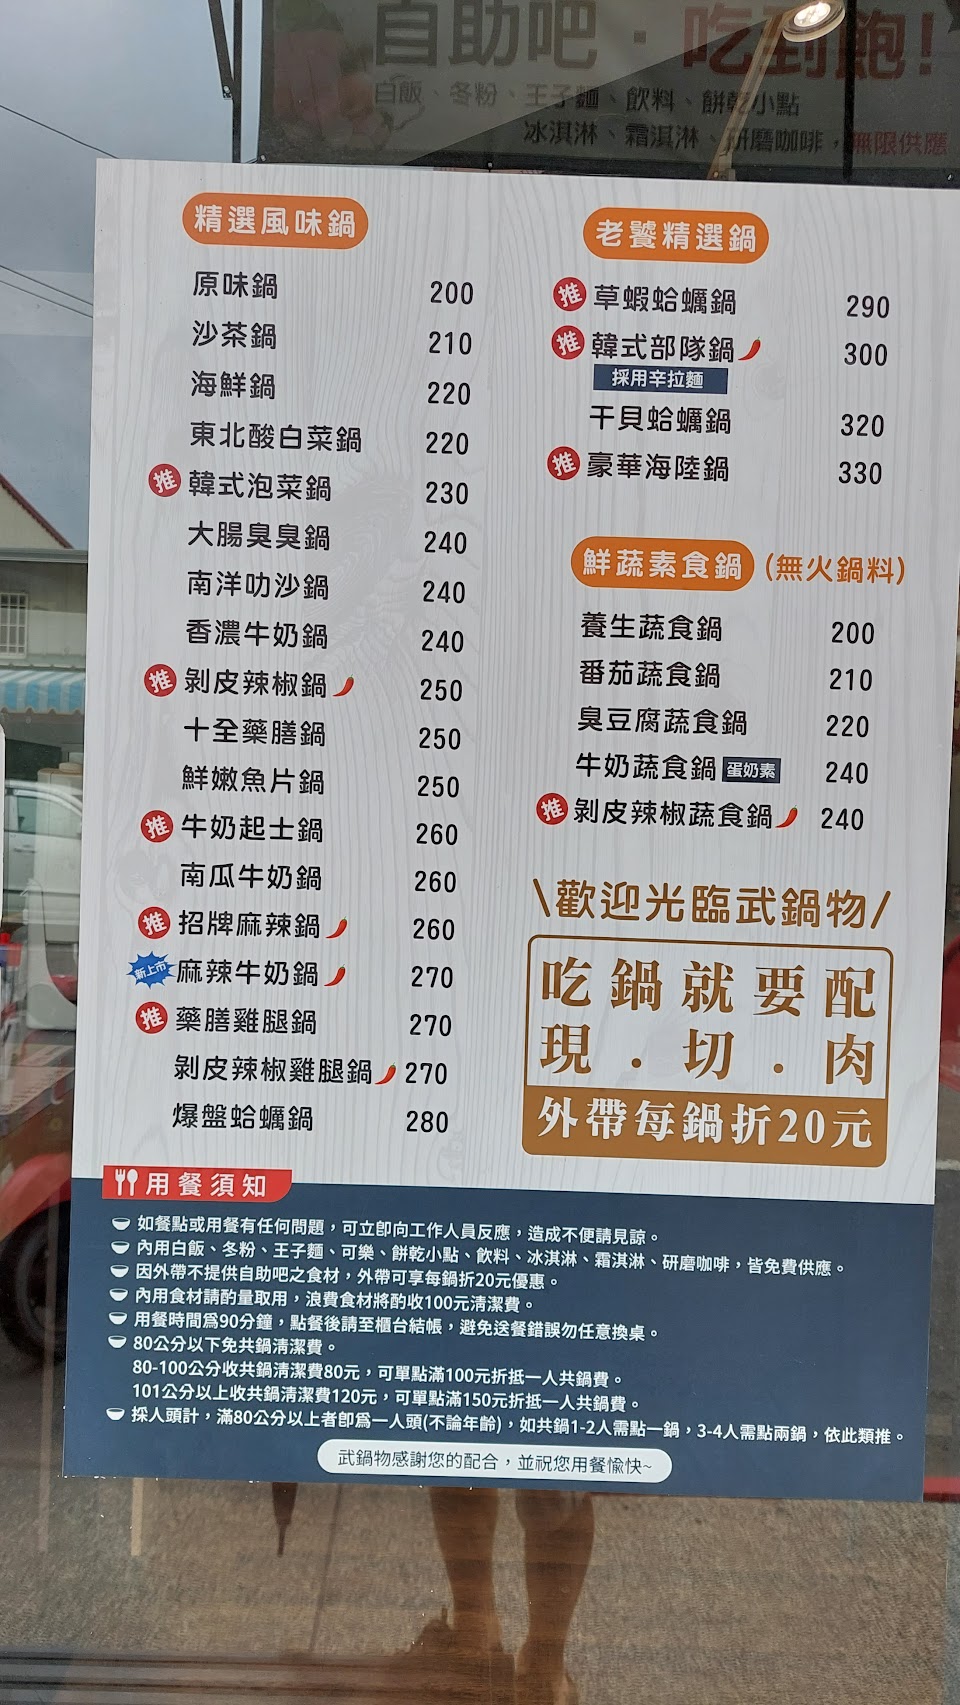 自助吧·吃到飽!
白飯、冬粉、王子麵、飲料、餅乾小點
冰淇淋、霜淇淋、研磨咖啡,無限供應
精選風味鍋
原味鍋 200
沙茶鍋 210
海鮮鍋 220
東北酸白菜鍋 220
推 韓式泡菜鍋 230
大腸臭臭鍋 240
南洋叻沙鍋 240
香濃牛奶鍋 240
推 剝皮辣椒鍋 250
十全藥膳鍋 250
鮮嫩魚片鍋 250
推 牛奶起士鍋 260
南瓜牛奶鍋 260
推 招牌麻辣鍋 260
新上市 麻辣牛奶鍋 270
推 藥膳雞腿鍋 270
剝皮辣椒雞腿鍋 270
爆盤蛤蠣鍋 280
老饕精選鍋
推 草蝦蛤蠣鍋 290
推 韓式部隊鍋 300
採用辛拉麵
干貝蛤蠣鍋 320
推 豪華海陸鍋 330
鮮蔬素食鍋 (無火鍋料)
養生蔬食鍋 200
番茄蔬食鍋 210
臭豆腐蔬食鍋 220
牛奶蔬食鍋 蛋奶素 240
推 剝皮辣椒蔬食鍋 240
\歡迎光臨武鍋物/
吃鍋就要配
現.切.肉
外帶每鍋折20元
用餐須知
如餐點或用餐有任何問題,可立即向工作人員反應,造成不便請見諒。
內用白飯、冬粉、王子麵、可樂、餅乾小點、飲料、冰淇淋、霜淇淋、研磨咖啡,皆免費供應。
因外帶不提供自助吧之食材,外帶可享每鍋折20元優惠。
內用食材請酌量取用,浪費食材將酌收100元清潔費。
用餐時間為90分鐘,點餐後請至櫃台結帳,避免送餐錯誤勿任意換桌。
80公分以下免共鍋清潔費。
80-100公分收共鍋清潔費80元,可單點滿100元折抵一人共鍋費。
101公分以上收共鍋清潔費120元,可單點滿150元折抵一人共鍋費。
採人頭計,滿80公分以上者即為一人頭(不論年齡),如共鍋1-2人需點一鍋,3-4人需點兩鍋,依此類推。
武鍋物感謝您的配合,並祝您用餐愉快~